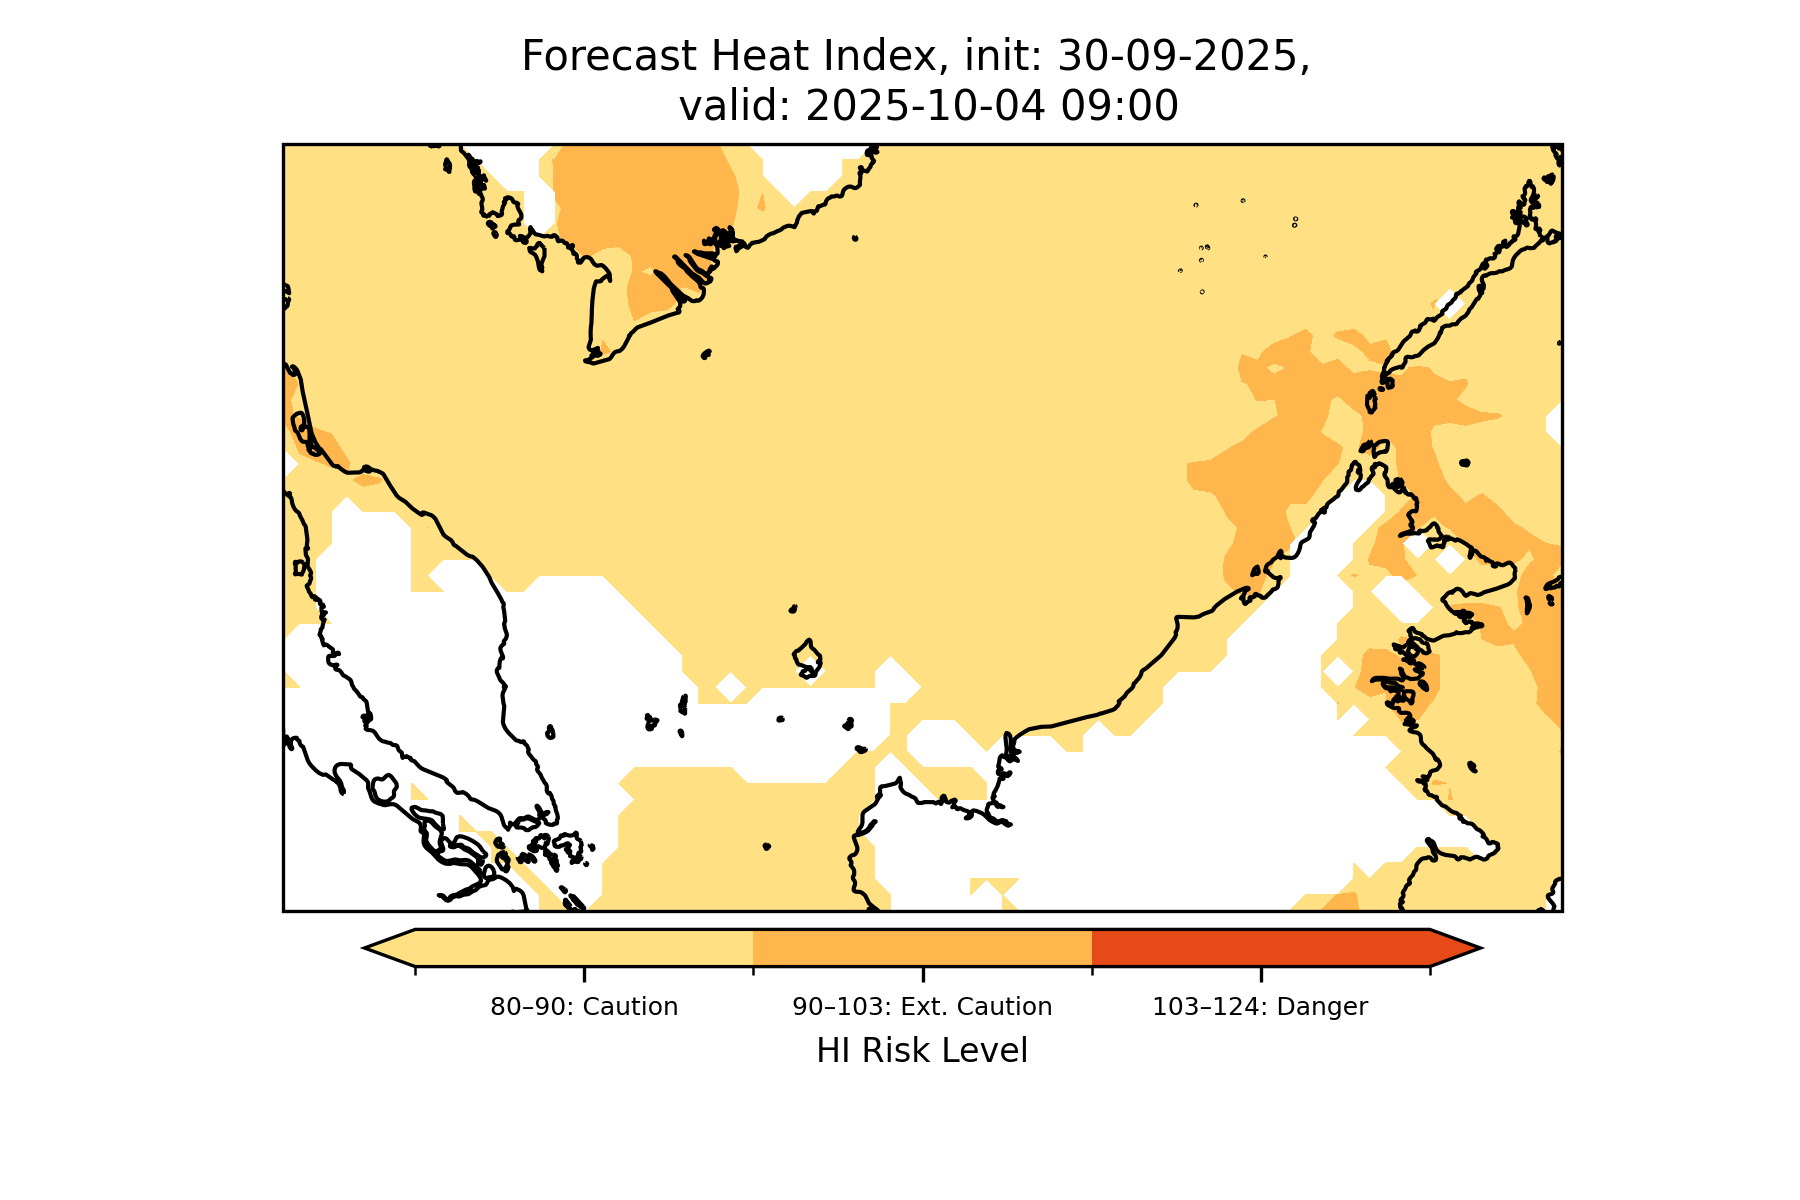 Forecast Heat Index, init: 30-09-2025,
valid: 2025-10-04 09:00
80–90: Caution
90–103: Ext. Caution
103–124: Danger
HI Risk Level